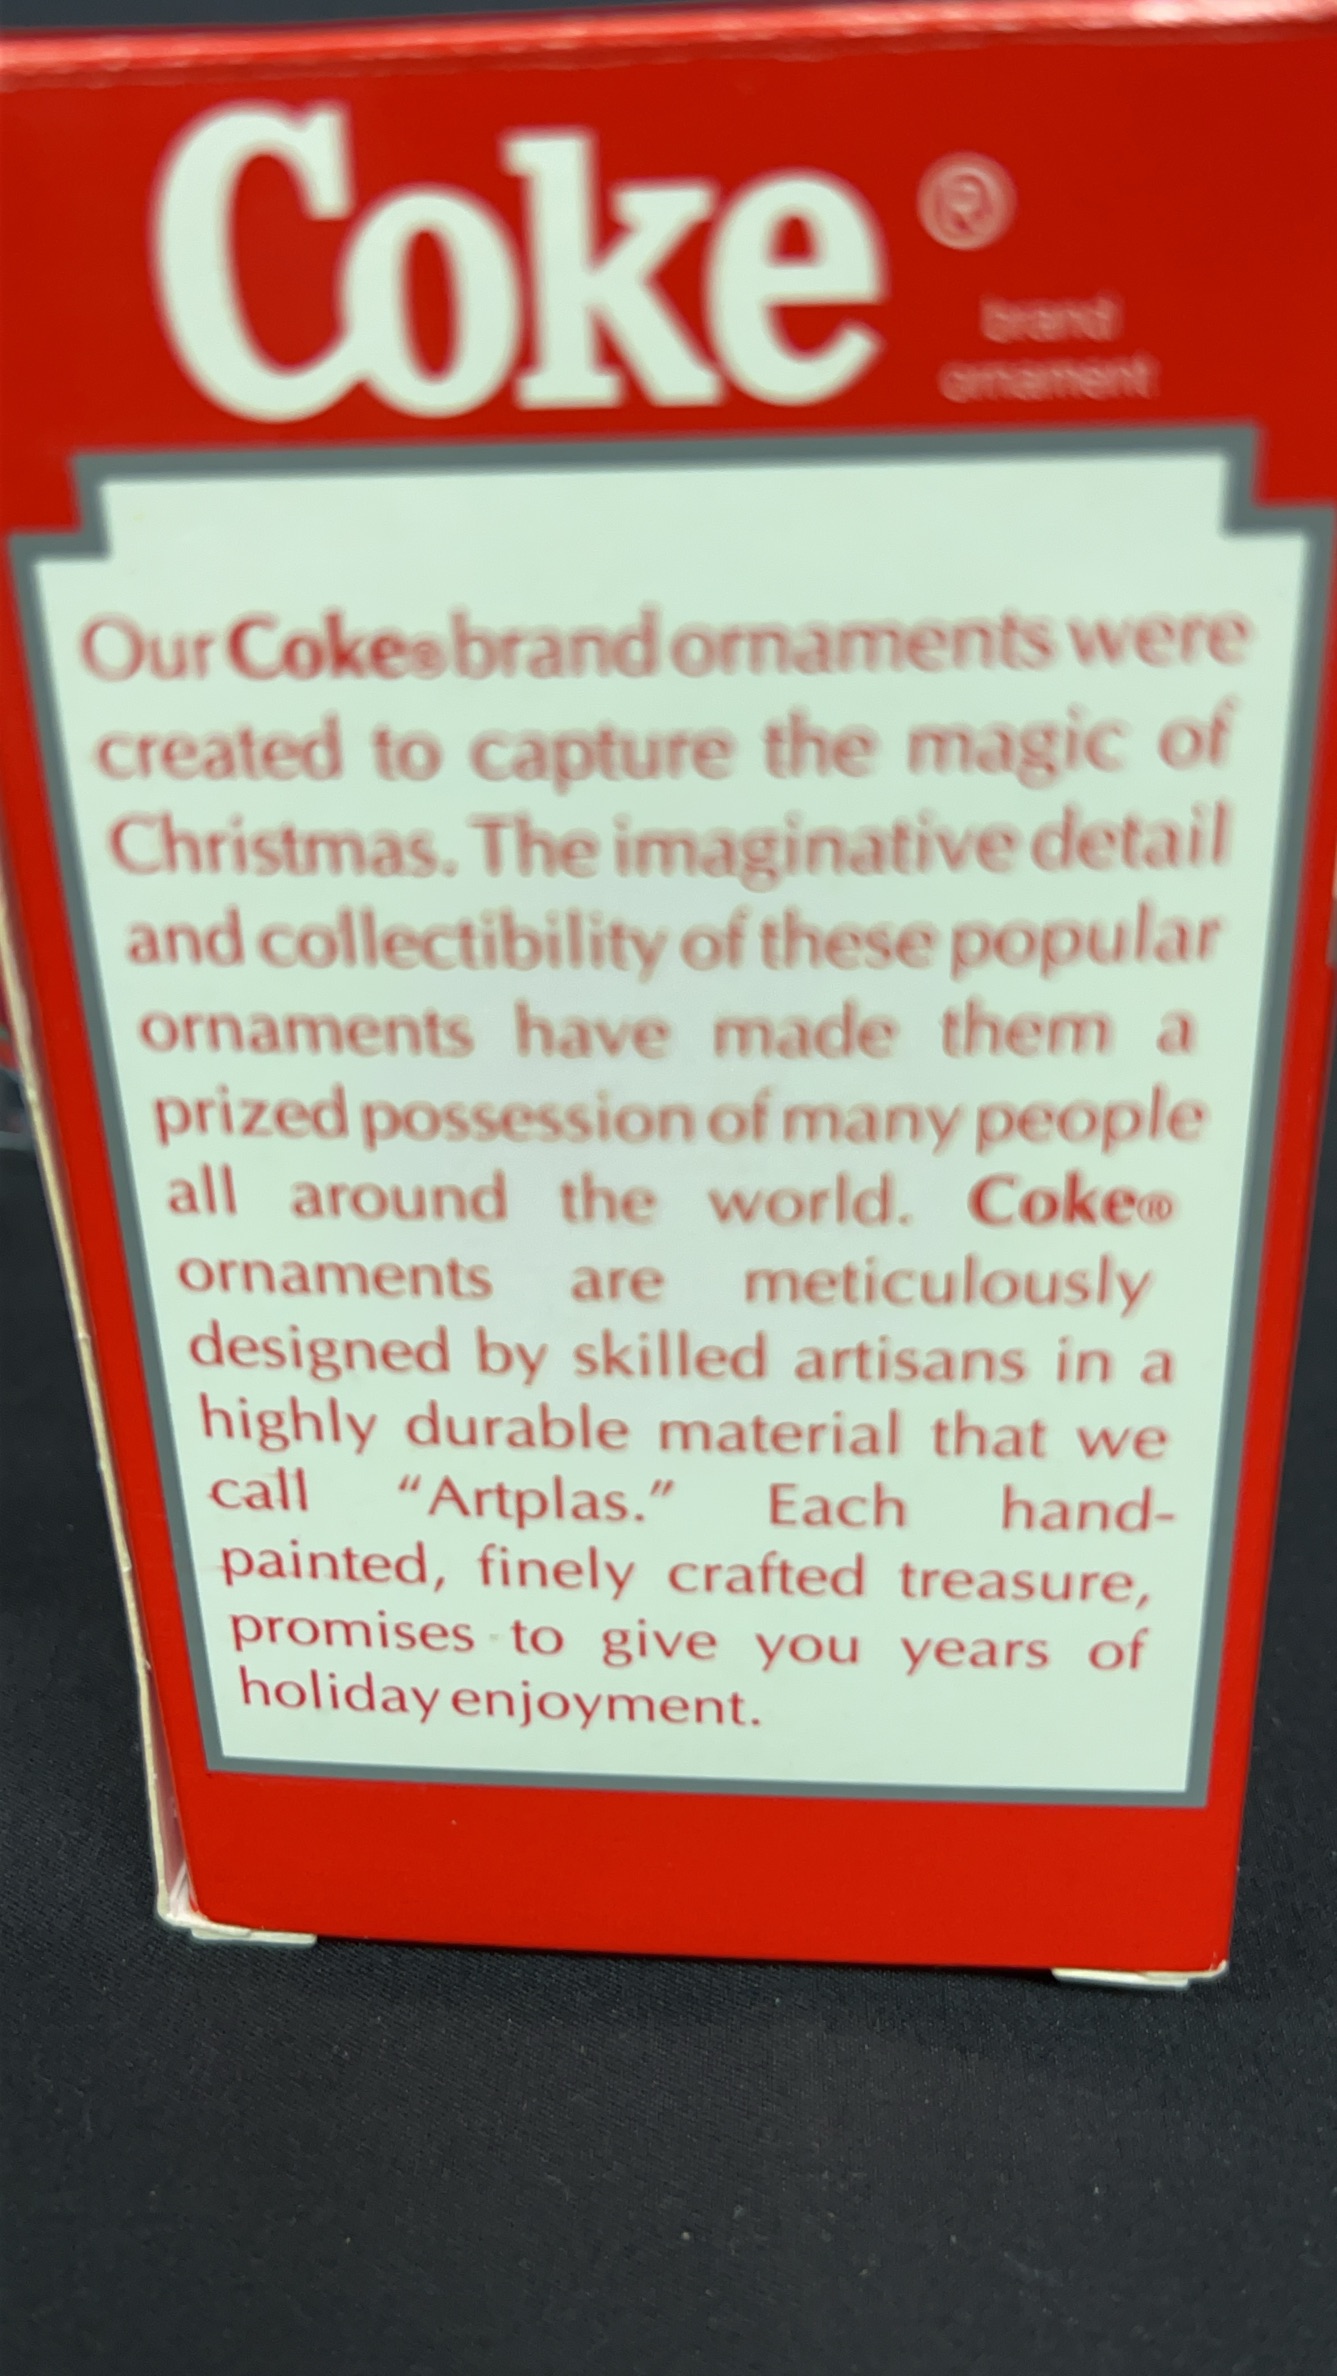 Coke ®
brand
ornament
Our Coke® brand ornaments were
created to capture the magic of
Christmas. The imaginative detail
and collectibility of these popular
ornaments have made them a
prized possession of many people
all around the world. Coke®
ornaments are meticulously
designed by skilled artisans in a
highly durable material that we
call “Artplas.” Each hand-
painted, finely crafted treasure,
promises to give you years of
holiday enjoyment.